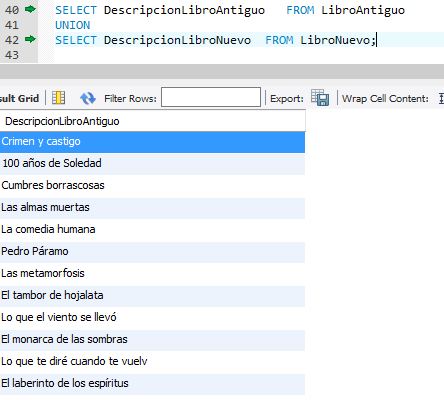 40 SELECT DescripcionLibroAntiguo FROM LibroAntiguo
41 UNION
42 SELECT DescripcionLibroNuevo FROM LibroNuevo;
43
sult Grid Filter Rows: Export: Wrap Cell Content:
DescripcionLibroAntiguo
Crimen y castigo
100 años de Soledad
Cumbres borrascosas
Las almas muertas
La comedia humana
Pedro Páramo
Las metamorfosis
El tambor de hojalata
Lo que el viento se llevó
El monarca de las sombras
Lo que te diré cuando te vuelv
El laberinto de los espíritus